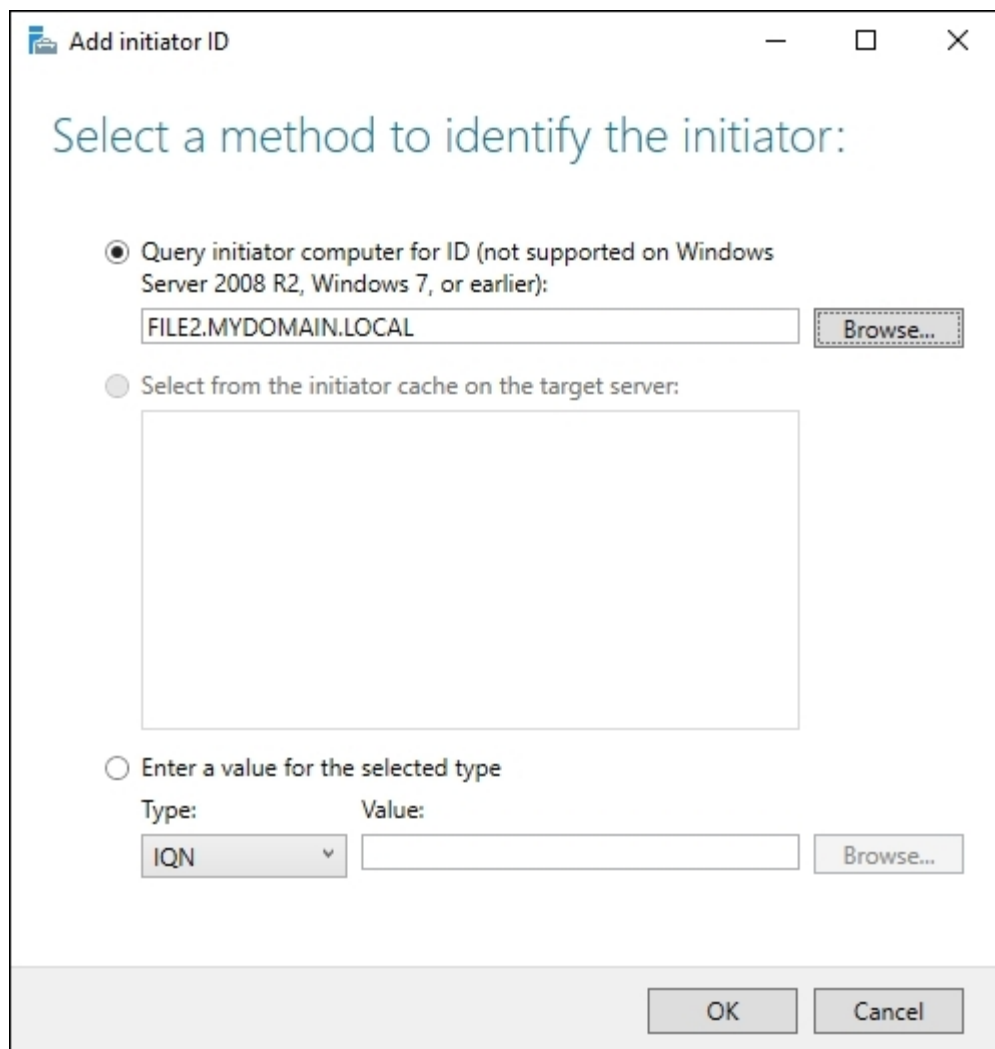 Add initiator ID
Select a method to identify the initiator:
Query initiator computer for ID (not supported on Windows
Server 2008 R2, Windows 7, or earlier):
FILE2.MYDOMAIN.LOCAL
Browse...
Select from the initiator cache on the target server:
Enter a value for the selected type
Type:
Value:
IQN
Browse...
OK
Cancel